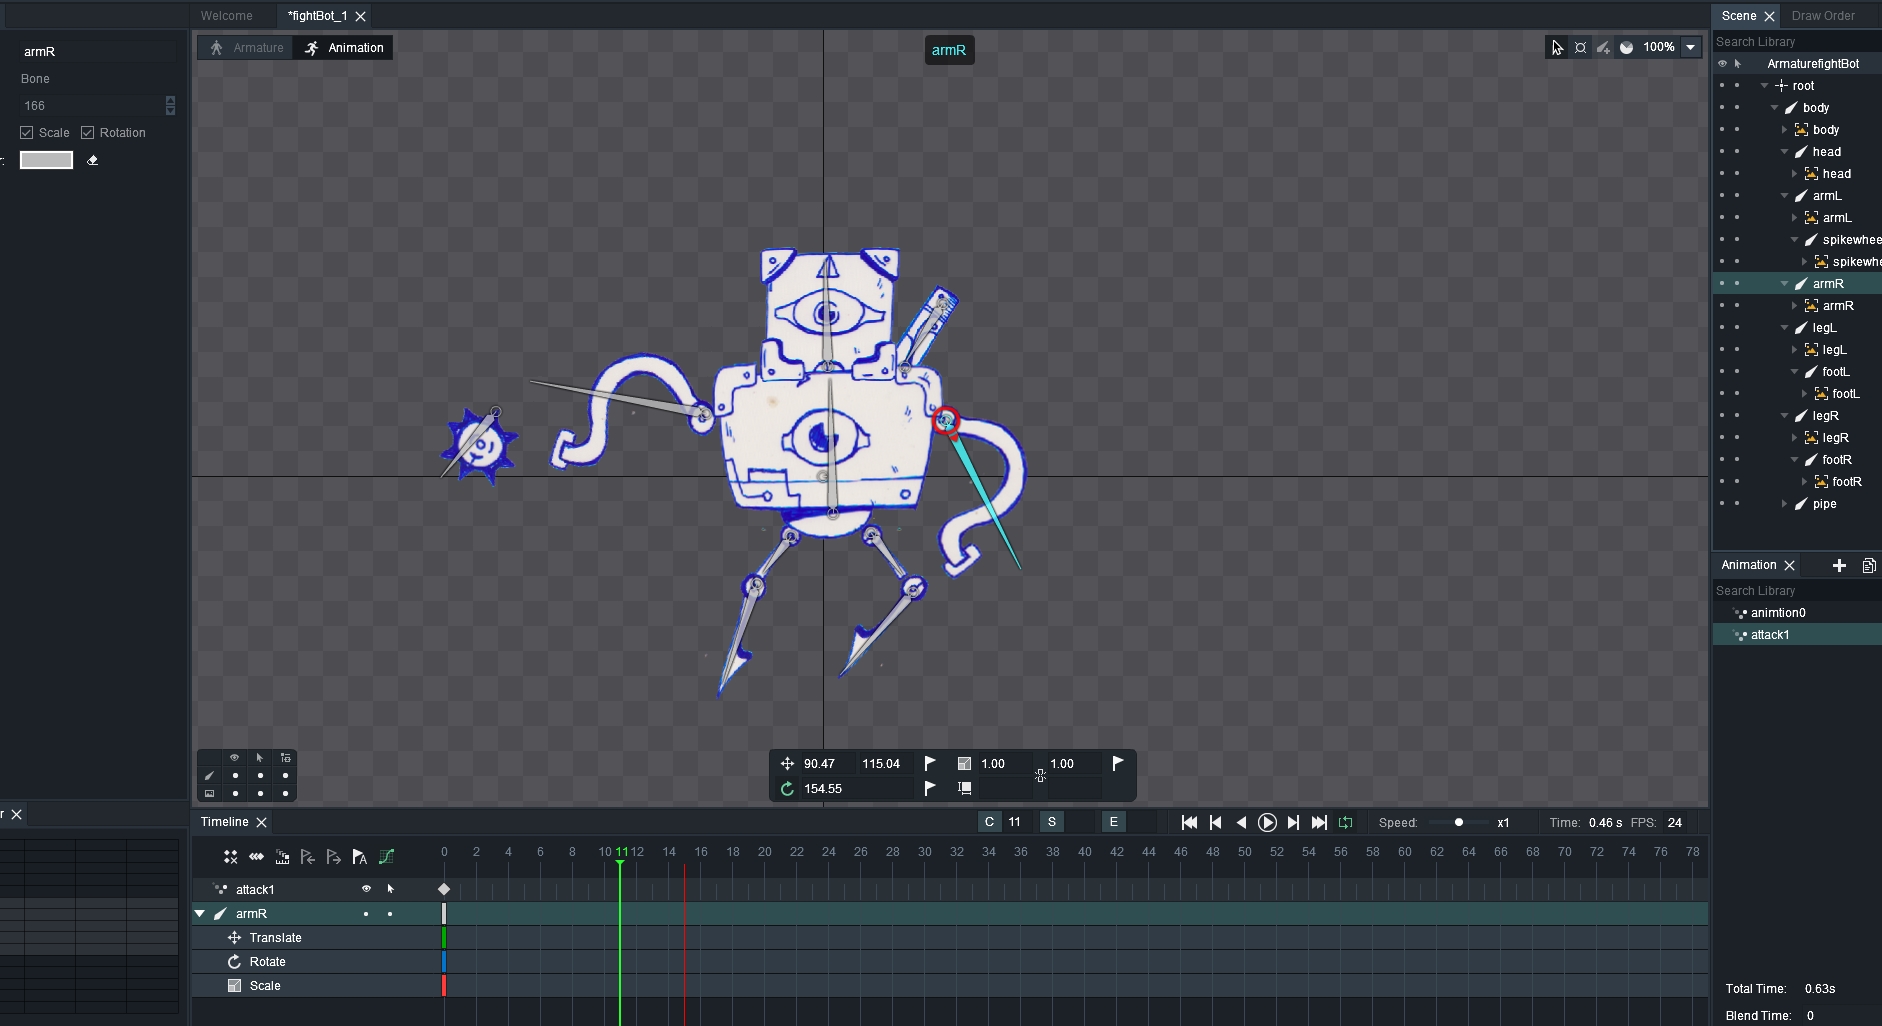 Welcome
*fightBot_1
Scene
Draw Order
armR
Armature
Animation
armR
100%
Search Library
Bone
166
Scale
Rotation
ArmaturefightBot
root
body
body
head
head
armL
armL
spikewhee
spikewhe
armR
armR
legL
legL
footL
footL
legR
legR
footR
footR
pipe
Animation
Search Library
animtion0
attack1
90.47 115.04 1.00 1.00
154.55
Timeline
C 11 S E
Speed: x1 Time: 0.46 s FPS: 24
0 2 4 6 8 10 11 12 14 16 18 20 22 24 26 28 30 32 34 36 38 40 42 44 46 48 50 52 54 56 58 60 62 64 66 68 70 72 74 76 78
attack1
armR
Translate
Rotate
Scale
Total Time: 0.63s
Blend Time: 0